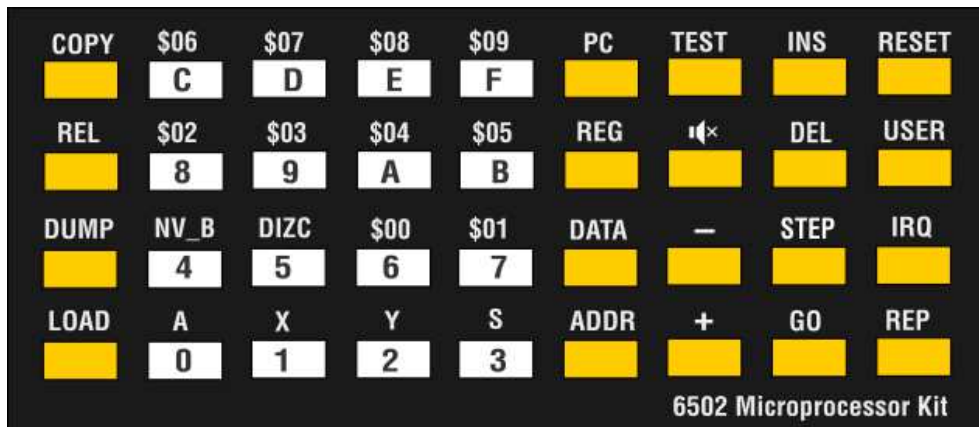 COPY $06 $07 $08 $09 PC TEST INS RESET
C D E F
REL $02 $03 $04 $05 REG DEL USER
8 9 A B
DUMP NV_B DIZC $00 $01 DATA – STEP IRQ
4 5 6 7
LOAD A X Y S ADDR + GO REP
0 1 2 3
6502 Microprocessor Kit